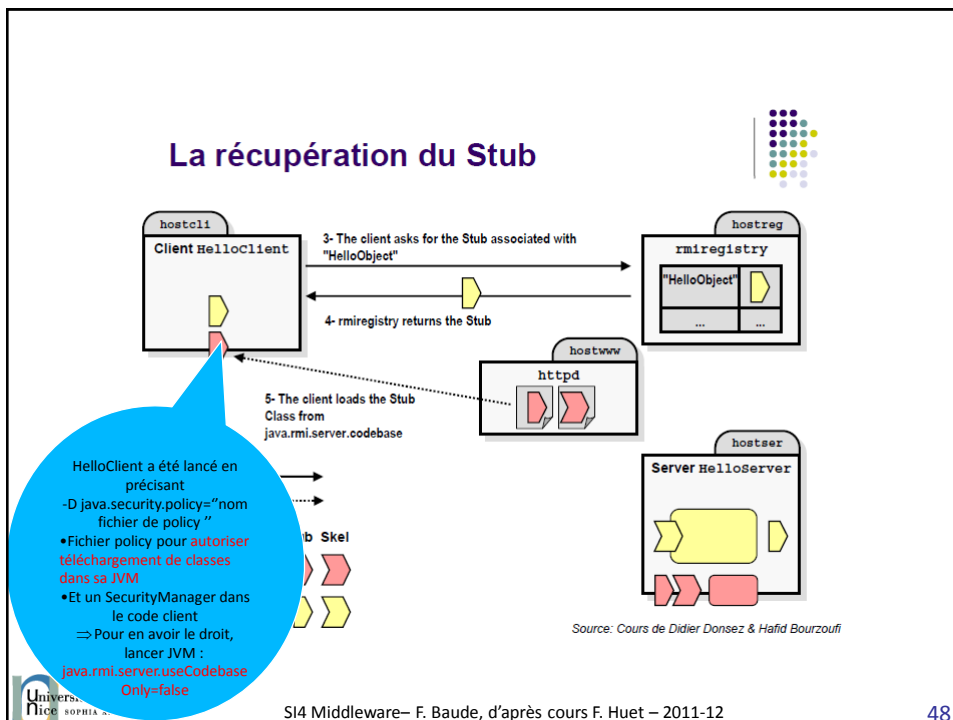 La récupération du Stub
hostcli
Client HelloClient
3- The client asks for the Stub associated with
"HelloObject"
4- rmiregistry returns the Stub
hostreg
rmiregistry
"HelloObject"
... ...
hostwww
httpd
5- The client loads the Stub
Class from
java.rmi.server.codebase
hostser
Server HelloServer
HelloClient a été lancé en
précisant
-D java.security.policy=‘’nom
fichier de policy ’’
•Fichier policy pour autoriser
téléchargement de classes
dans sa JVM
•Et un SecurityManager dans
le code client
⇒Pour en avoir le droit,
lancer JVM :
java.rmi.server.useCodebase
Only=false
Skel
Source: Cours de Didier Donsez & Hafid Bourzoufi
nice SOPHIA
SI4 Middleware– F. Baude, d’après cours F. Huet – 2011-12
48